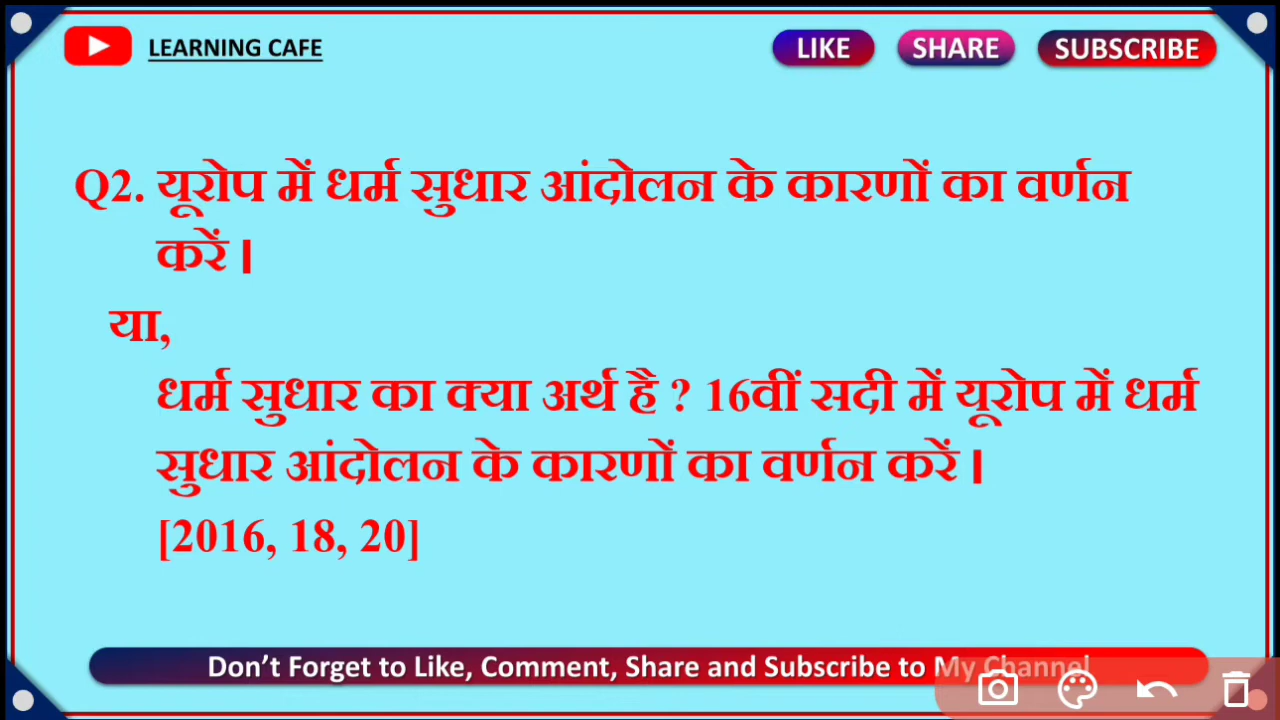 LEARNING CAFE
LIKE SHARE SUBSCRIBE
Q2. यूरोप में धर्म सुधार आंदोलन के कारणों का वर्णन
करें।
या,
धर्म सुधार का क्या अर्थ है ? 16वीं सदी में यूरोप में धर्म
सुधार आंदोलन के कारणों का वर्णन करें।
[2016, 18, 20]
Don't Forget to Like, Comment, Share and Subscribe to My Channel